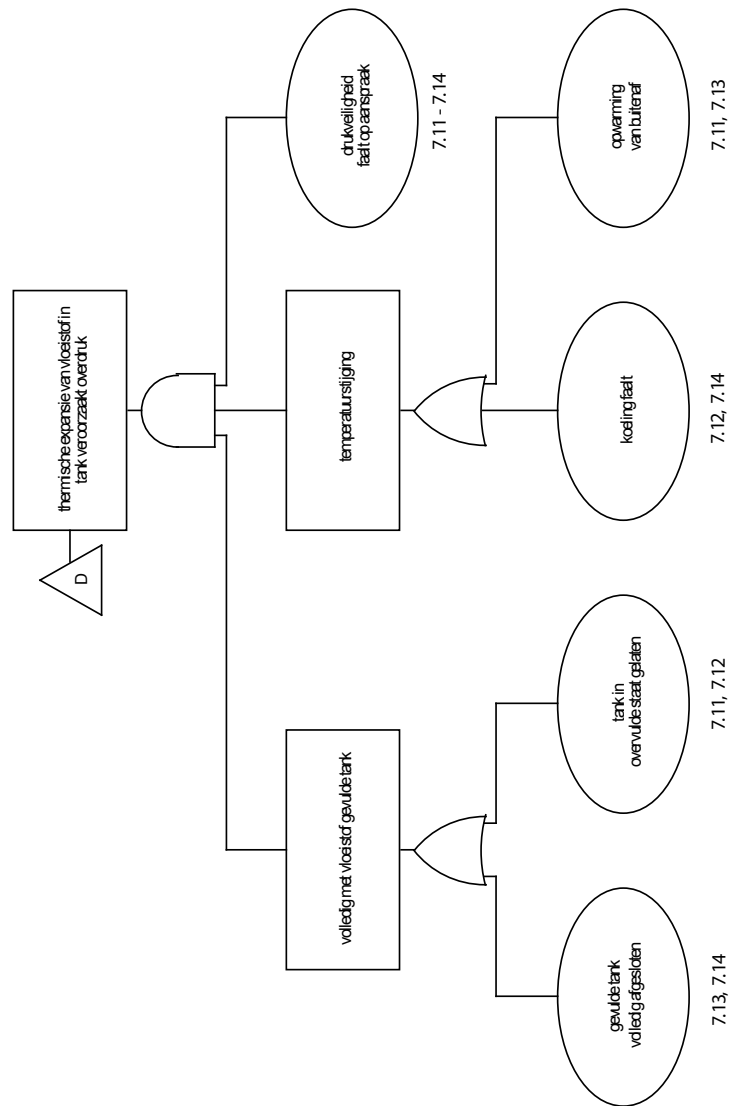 D
thermische expansie van vloeistof in
tank veroorzaakt overdruk
volledig met vloeistof gevulde tank
temperatuurstijging
drukveiligheid
faalt op aanspraak
7.11 - 7.14
gevulde tank
volledig afgesloten
7.13, 7.14
tank in
overvulde staat gelaten
7.11, 7.12
koeling faalt
7.12, 7.14
opwarming
van buitenaf
7.11, 7.13